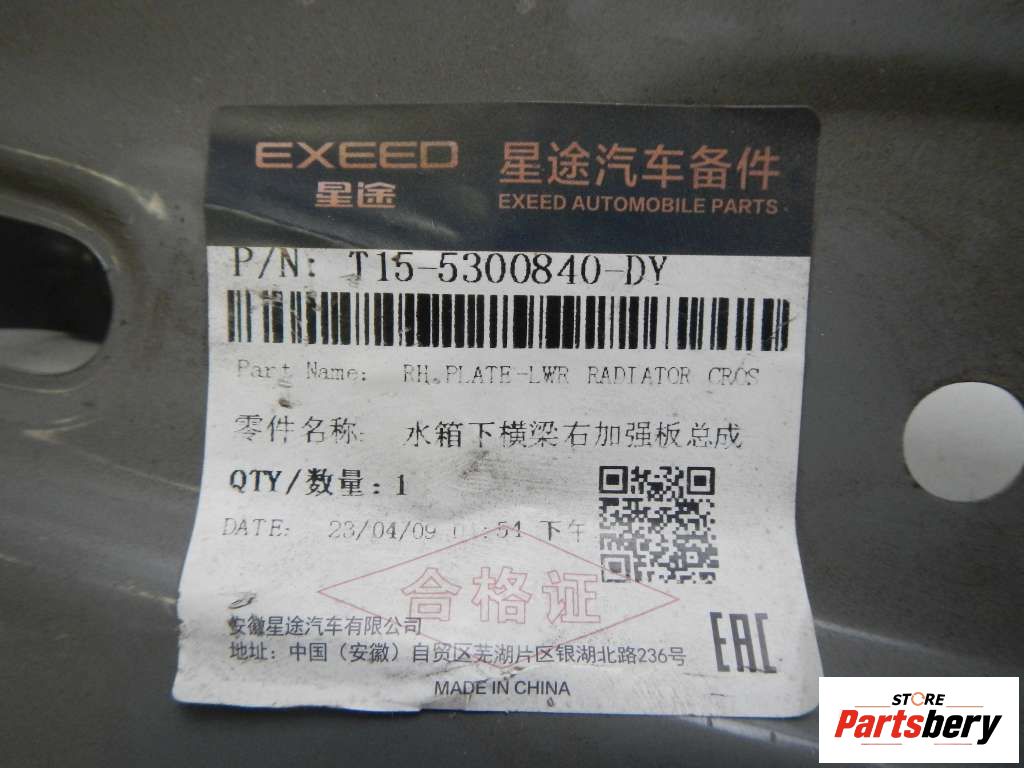 EXEED 星途汽车备件
星途 EXEED AUTOMOBILE PARTS
P/N: T15-5300840-DY
Part Name: RH.PLATE-LWR RADIATOR CROS
零件名称: 水箱下横梁右加强板总成
QTY/数量: 1
DATE: 23/04/09 01:54 下午
合格证
安徽星途汽车有限公司
地址: 中国（安徽）自贸区芜湖片区银湖北路236号
EAC
MADE IN CHINA
STORE
Partsbery